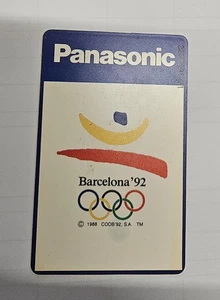 Panasonic
Barcelona'92
© 1988 COOB'92, S.A. TM